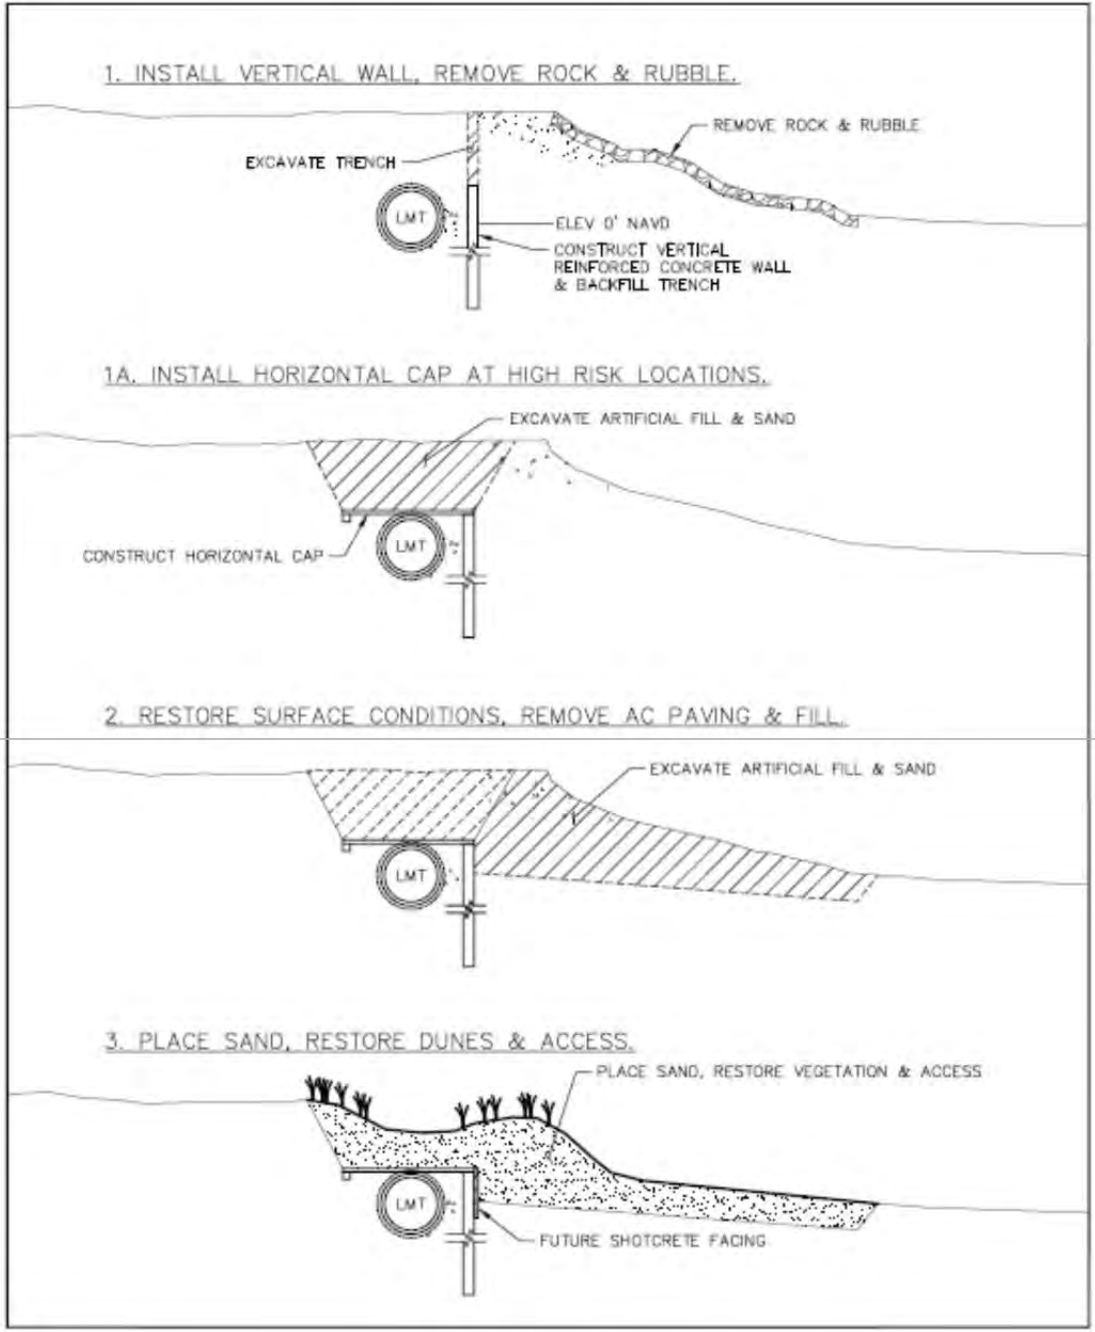 1. INSTALL VERTICAL WALL, REMOVE ROCK & RUBBLE.
REMOVE ROCK & RUBBLE
EXCAVATE TRENCH
LMT
ELEV 0' NAVD
CONSTRUCT VERTICAL
REINFORCED CONCRETE WALL
& BACKFILL TRENCH
1A. INSTALL HORIZONTAL CAP AT HIGH RISK LOCATIONS.
EXCAVATE ARTIFICIAL FILL & SAND
LMT
CONSTRUCT HORIZONTAL CAP
2. RESTORE SURFACE CONDITIONS, REMOVE AC PAVING & FILL.
EXCAVATE ARTIFICIAL FILL & SAND
LMT
3. PLACE SAND, RESTORE DUNES & ACCESS.
PLACE SAND, RESTORE VEGETATION & ACCESS
LMT
FUTURE SHOTCRETE FACING